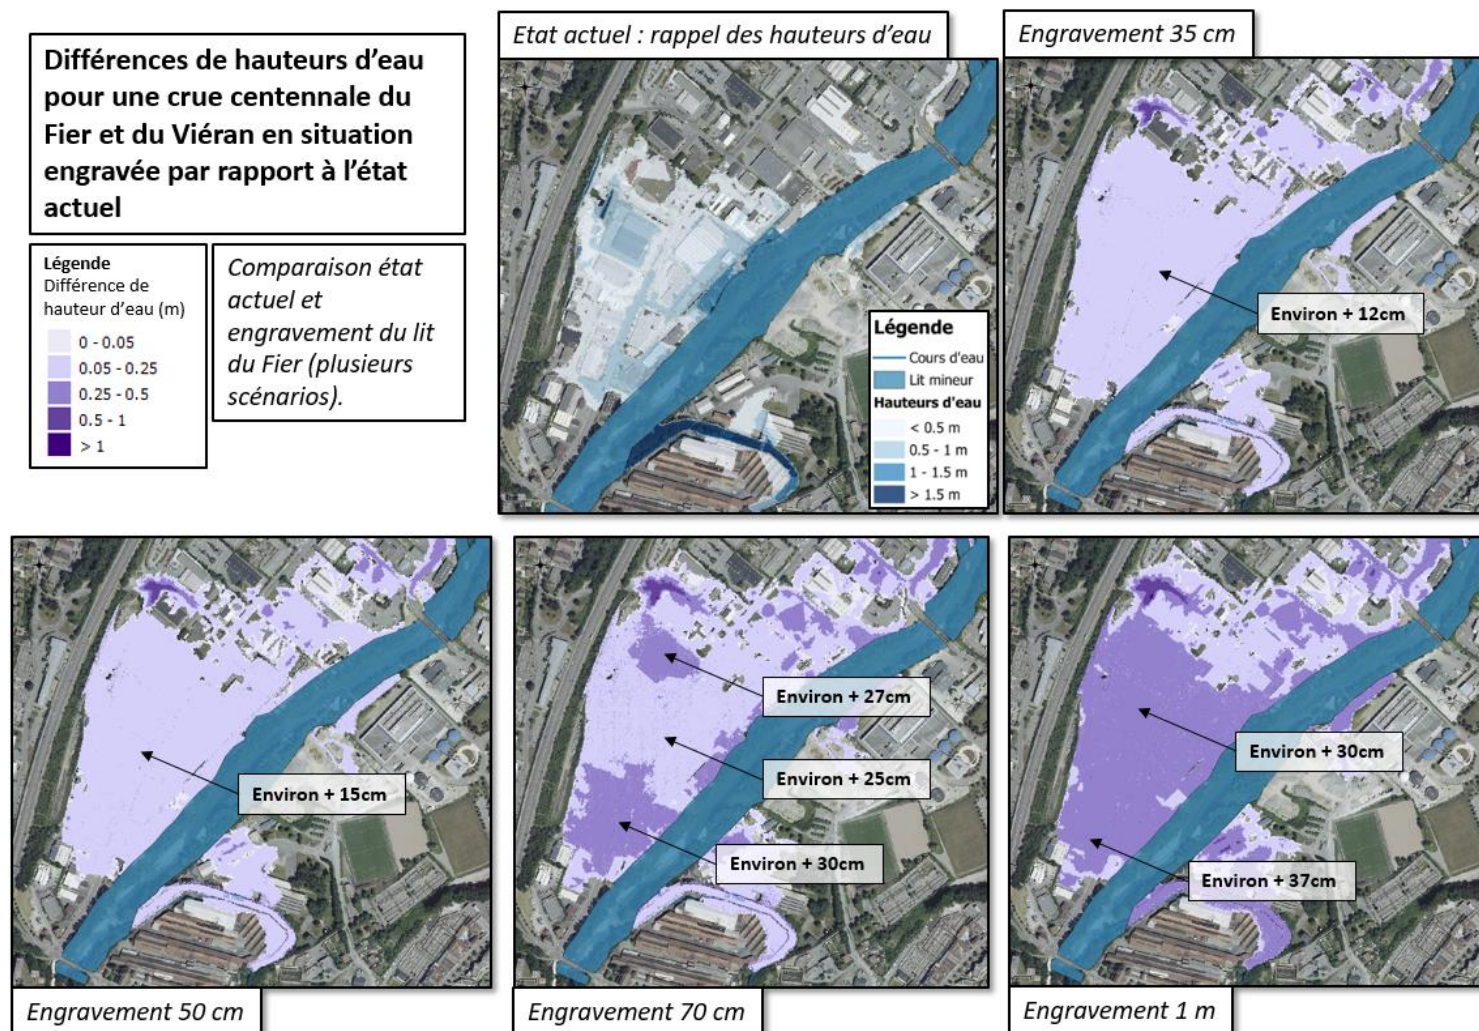 Différences de hauteurs d'eau
pour une crue centennale du
Fier et du Viéran en situation
engravée par rapport à l'état
actuel
Légende
Différence de
hauteur d'eau (m)
0 - 0.05
0.05 - 0.25
0.25 - 0.5
0.5 - 1
> 1
Comparaison état
actuel et
engravement du lit
du Fier (plusieurs
scénarios).
Etat actuel : rappel des hauteurs d'eau
Légende
Cours d'eau
Lit mineur
Hauteurs d'eau
< 0.5 m
0.5 - 1 m
1 - 1.5 m
> 1.5 m
Engravement 35 cm
Environ + 12cm
Environ + 15cm
Engravement 50 cm
Environ + 27cm
Environ + 25cm
Environ + 30cm
Engravement 70 cm
Environ + 30cm
Environ + 37cm
Engravement 1 m